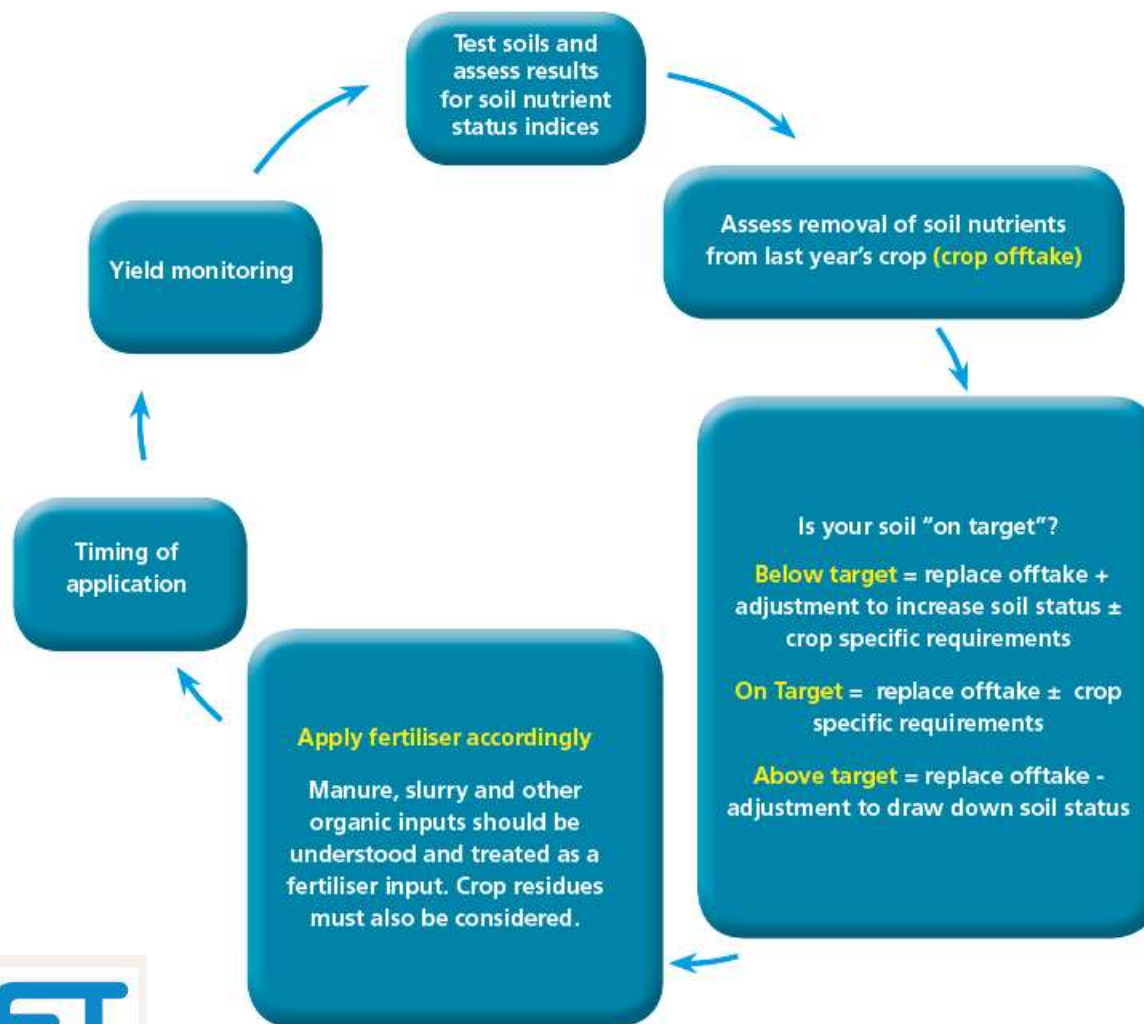 Test soils and
assess results
for soil nutrient
status indices
Assess removal of soil nutrients
from last year's crop (crop offtake)
Is your soil "on target"?
Below target = replace offtake +
adjustment to increase soil status ±
crop specific requirements
On Target = replace offtake ± crop
specific requirements
Above target = replace offtake -
adjustment to draw down soil status
Apply fertiliser accordingly
Manure, slurry and other
organic inputs should be
understood and treated as a
fertiliser input. Crop residues
must also be considered.
Timing of
application
Yield monitoring